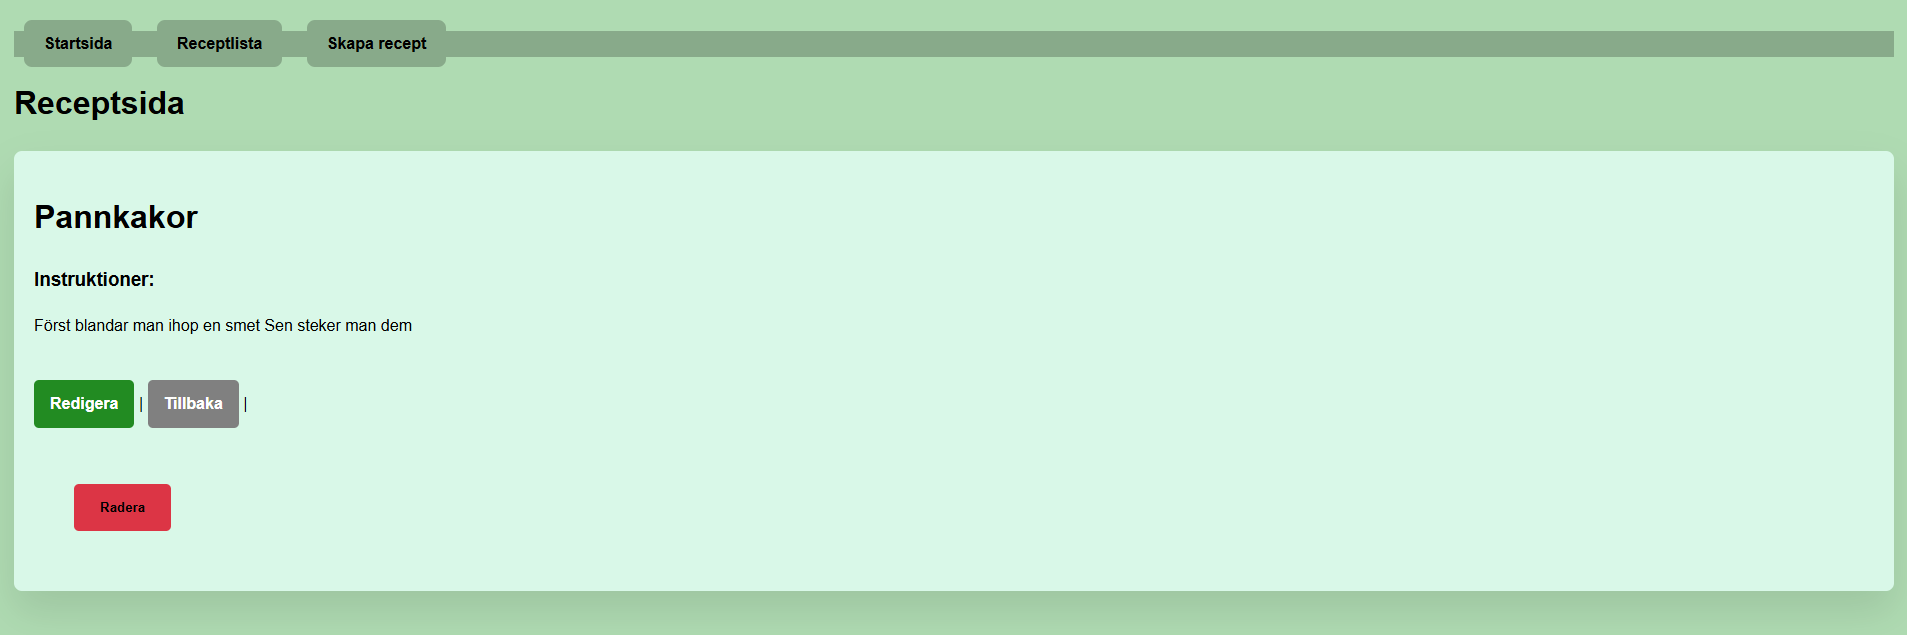 Startsida Receptlista Skapa recept
Receptsida
Pannkakor
Instruktioner:
Först blandar man ihop en smet Sen steker man dem
Redigera | Tillbaka |
Radera